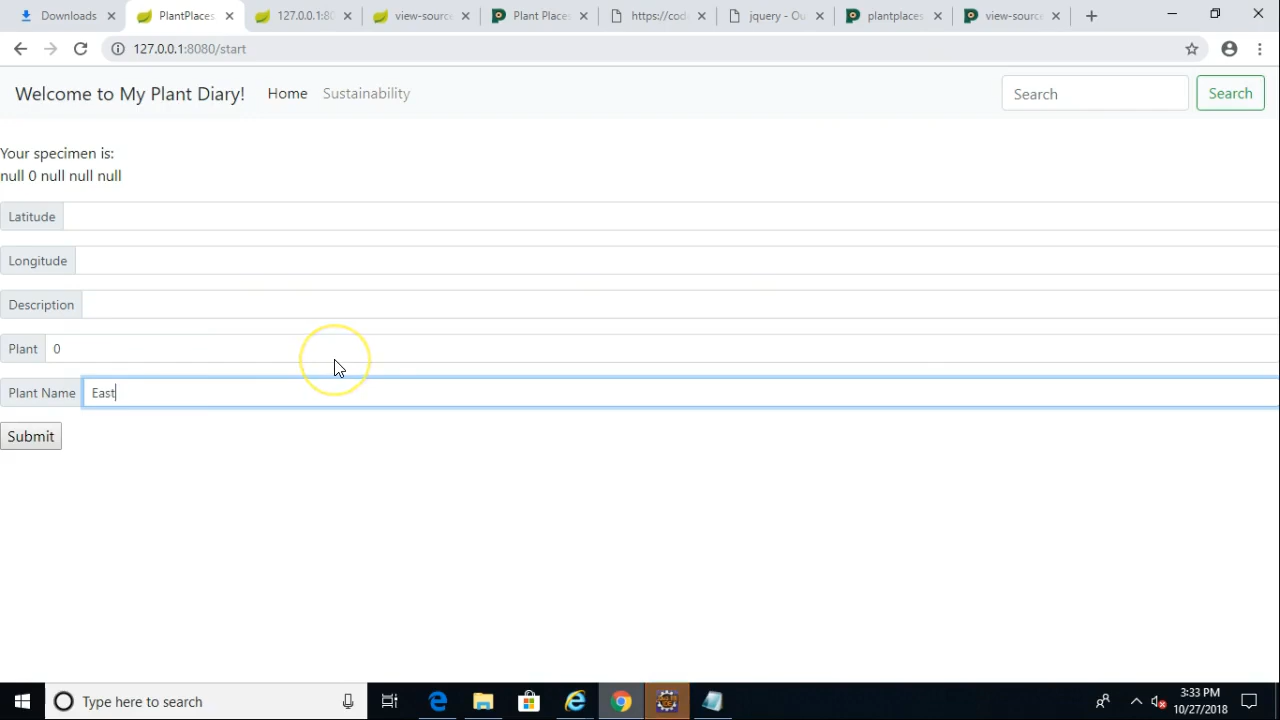 Downloads
PlantPlaces
127.0.0.1:80
view-source
Plant Places
https://cod
jquery - Ou
plantplaces
view-source
127.0.0.1:8080/start
Welcome to My Plant Diary! Home Sustainability Search Search
Your specimen is:
null 0 null null null
Latitude
Longitude
Description
Plant 0
Plant Name East
Submit
Type here to search
3:33 PM
10/27/2018